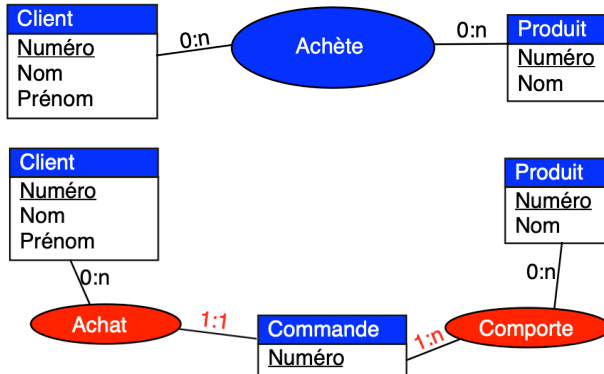 Client
Numéro
Nom
Prénom
0:n
Achète
0:n
Produit
Numéro
Nom
Client
Numéro
Nom
Prénom
0:n
Achat
1:1
Commande
Numéro
1:n
Comporte
0:n
Produit
Numéro
Nom